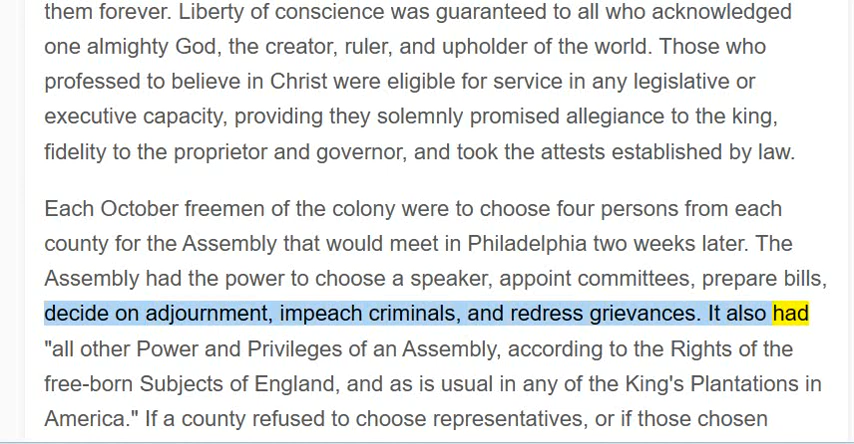 them forever. Liberty of conscience was guaranteed to all who acknowledged
one almighty God, the creator, ruler, and upholder of the world. Those who
professed to believe in Christ were eligible for service in any legislative or
executive capacity, providing they solemnly promised allegiance to the king,
fidelity to the proprietor and governor, and took the attests established by law.
Each October freemen of the colony were to choose four persons from each
county for the Assembly that would meet in Philadelphia two weeks later. The
Assembly had the power to choose a speaker, appoint committees, prepare bills,
decide on adjournment, impeach criminals, and redress grievances. It also had
"all other Power and Privileges of an Assembly, according to the Rights of the
free-born Subjects of England, and as is usual in any of the King's Plantations in
America." If a county refused to choose representatives, or if those chosen